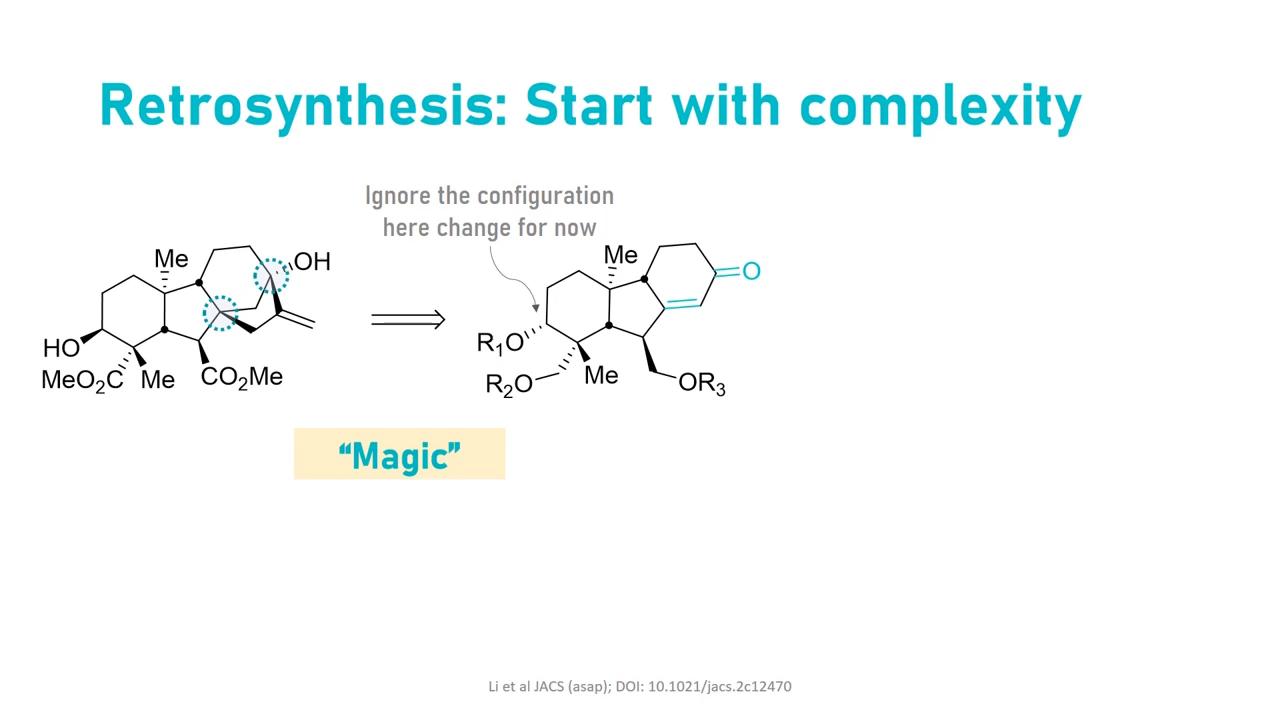 Retrosynthesis: Start with complexity
Ignore the configuration
here change for now
Me
OH
HO
MeO2C
Me
CO2Me
Me
O
R1O
R2O
Me
OR3
“Magic”
Li et al JACS (asap); DOI: 10.1021/jacs.2c12470